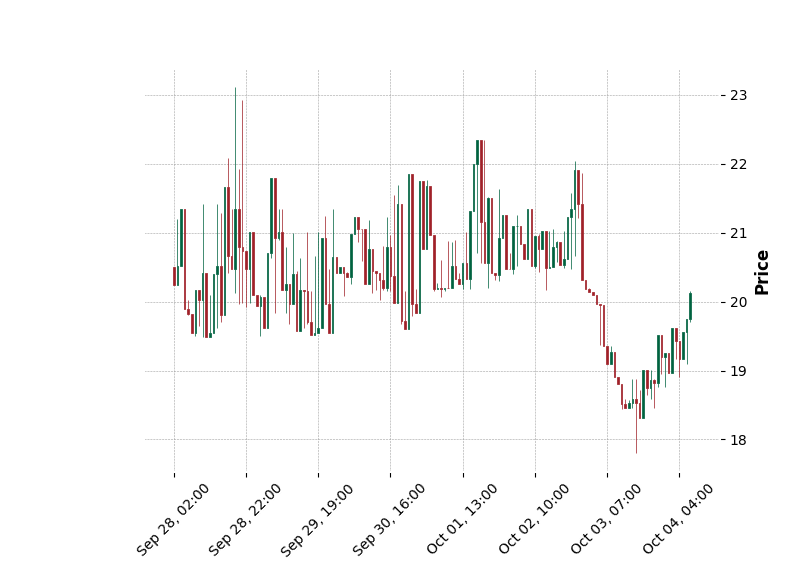 23
22
21
20
19
18
Price
Sep 28, 02:00
Sep 28, 22:00
Sep 29, 19:00
Sep 30, 16:00
Oct 01, 13:00
Oct 02, 10:00
Oct 03, 07:00
Oct 04, 04:00